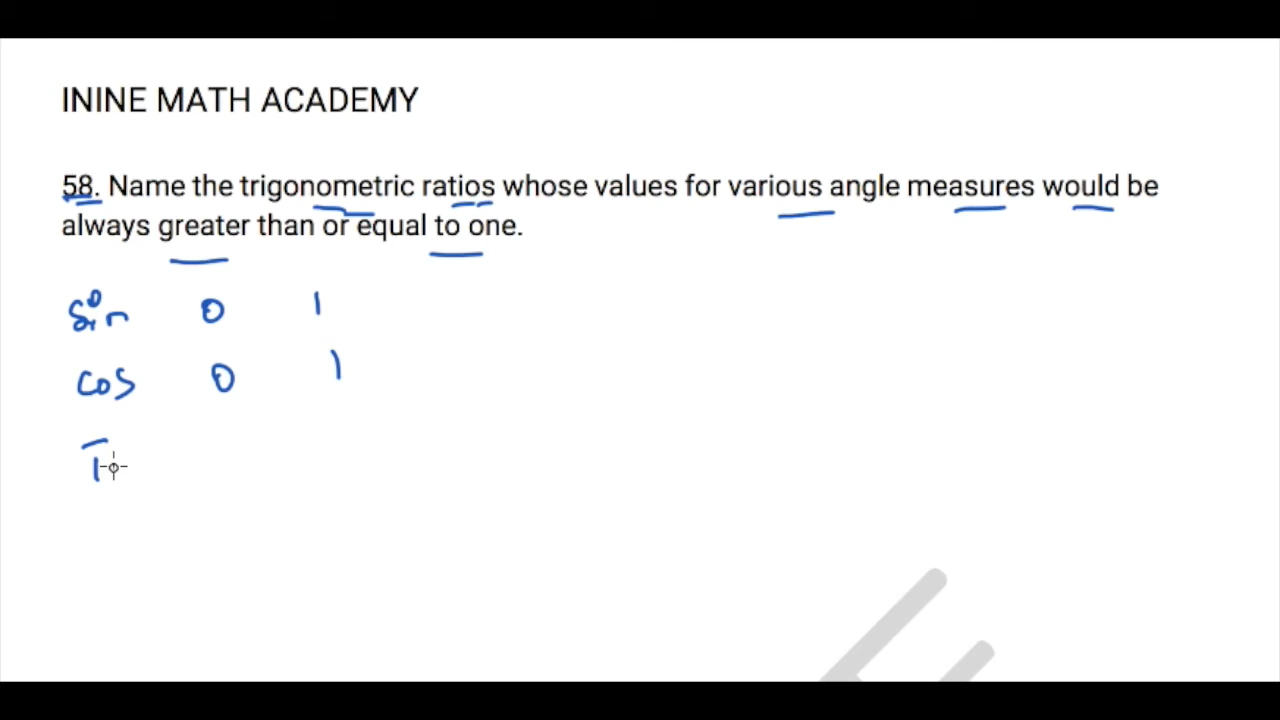 ININE MATH ACADEMY
58. Name the trigonometric ratios whose values for various angle measures would be
always greater than or equal to one.
sin 0 1
cos 0 1
T